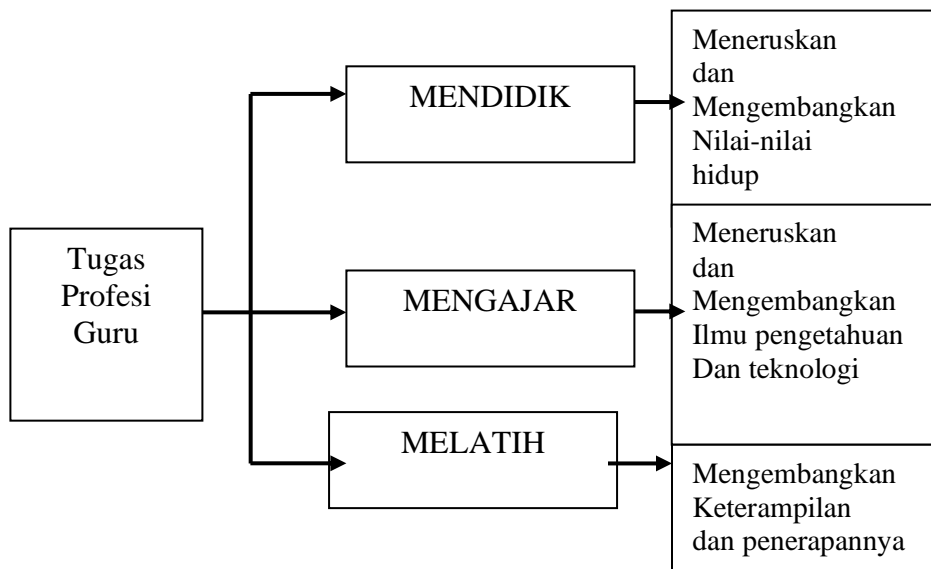 Tugas
Profesi
Guru
MENDIDIK
Meneruskan
dan
Mengembangkan
Nilai-nilai
hidup
MENGAJAR
Meneruskan
dan
Mengembangkan
Ilmu pengetahuan
Dan teknologi
MELATIH
Mengembangkan
Keterampilan
dan penerapannya